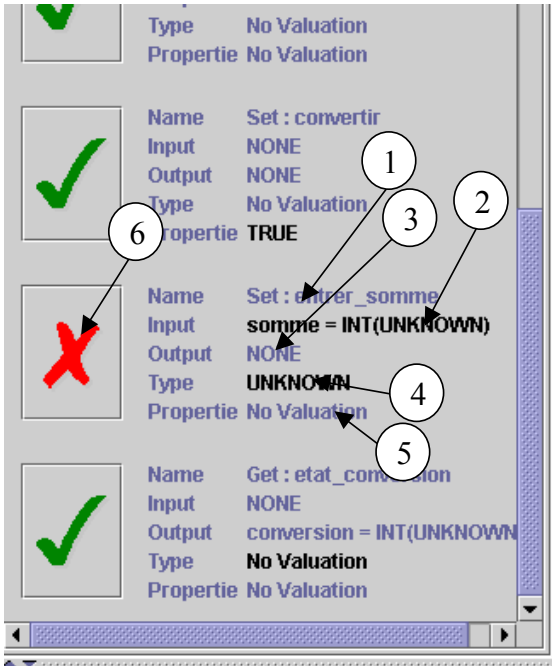 Type No Valuation
Propertie No Valuation
Name Set : convertir
Input NONE
1
Output NONE
2
Type No Valuation
3
6
Propertie TRUE
Name Set : entrer_somme
Input somme = INT(UNKNOWN)
Output NONE
Type UNKNOWN
4
Propertie No Valuation
5
Name Get : etat_conversion
Input NONE
Output conversion = INT(UNKNOWN
Type No Valuation
Propertie No Valuation